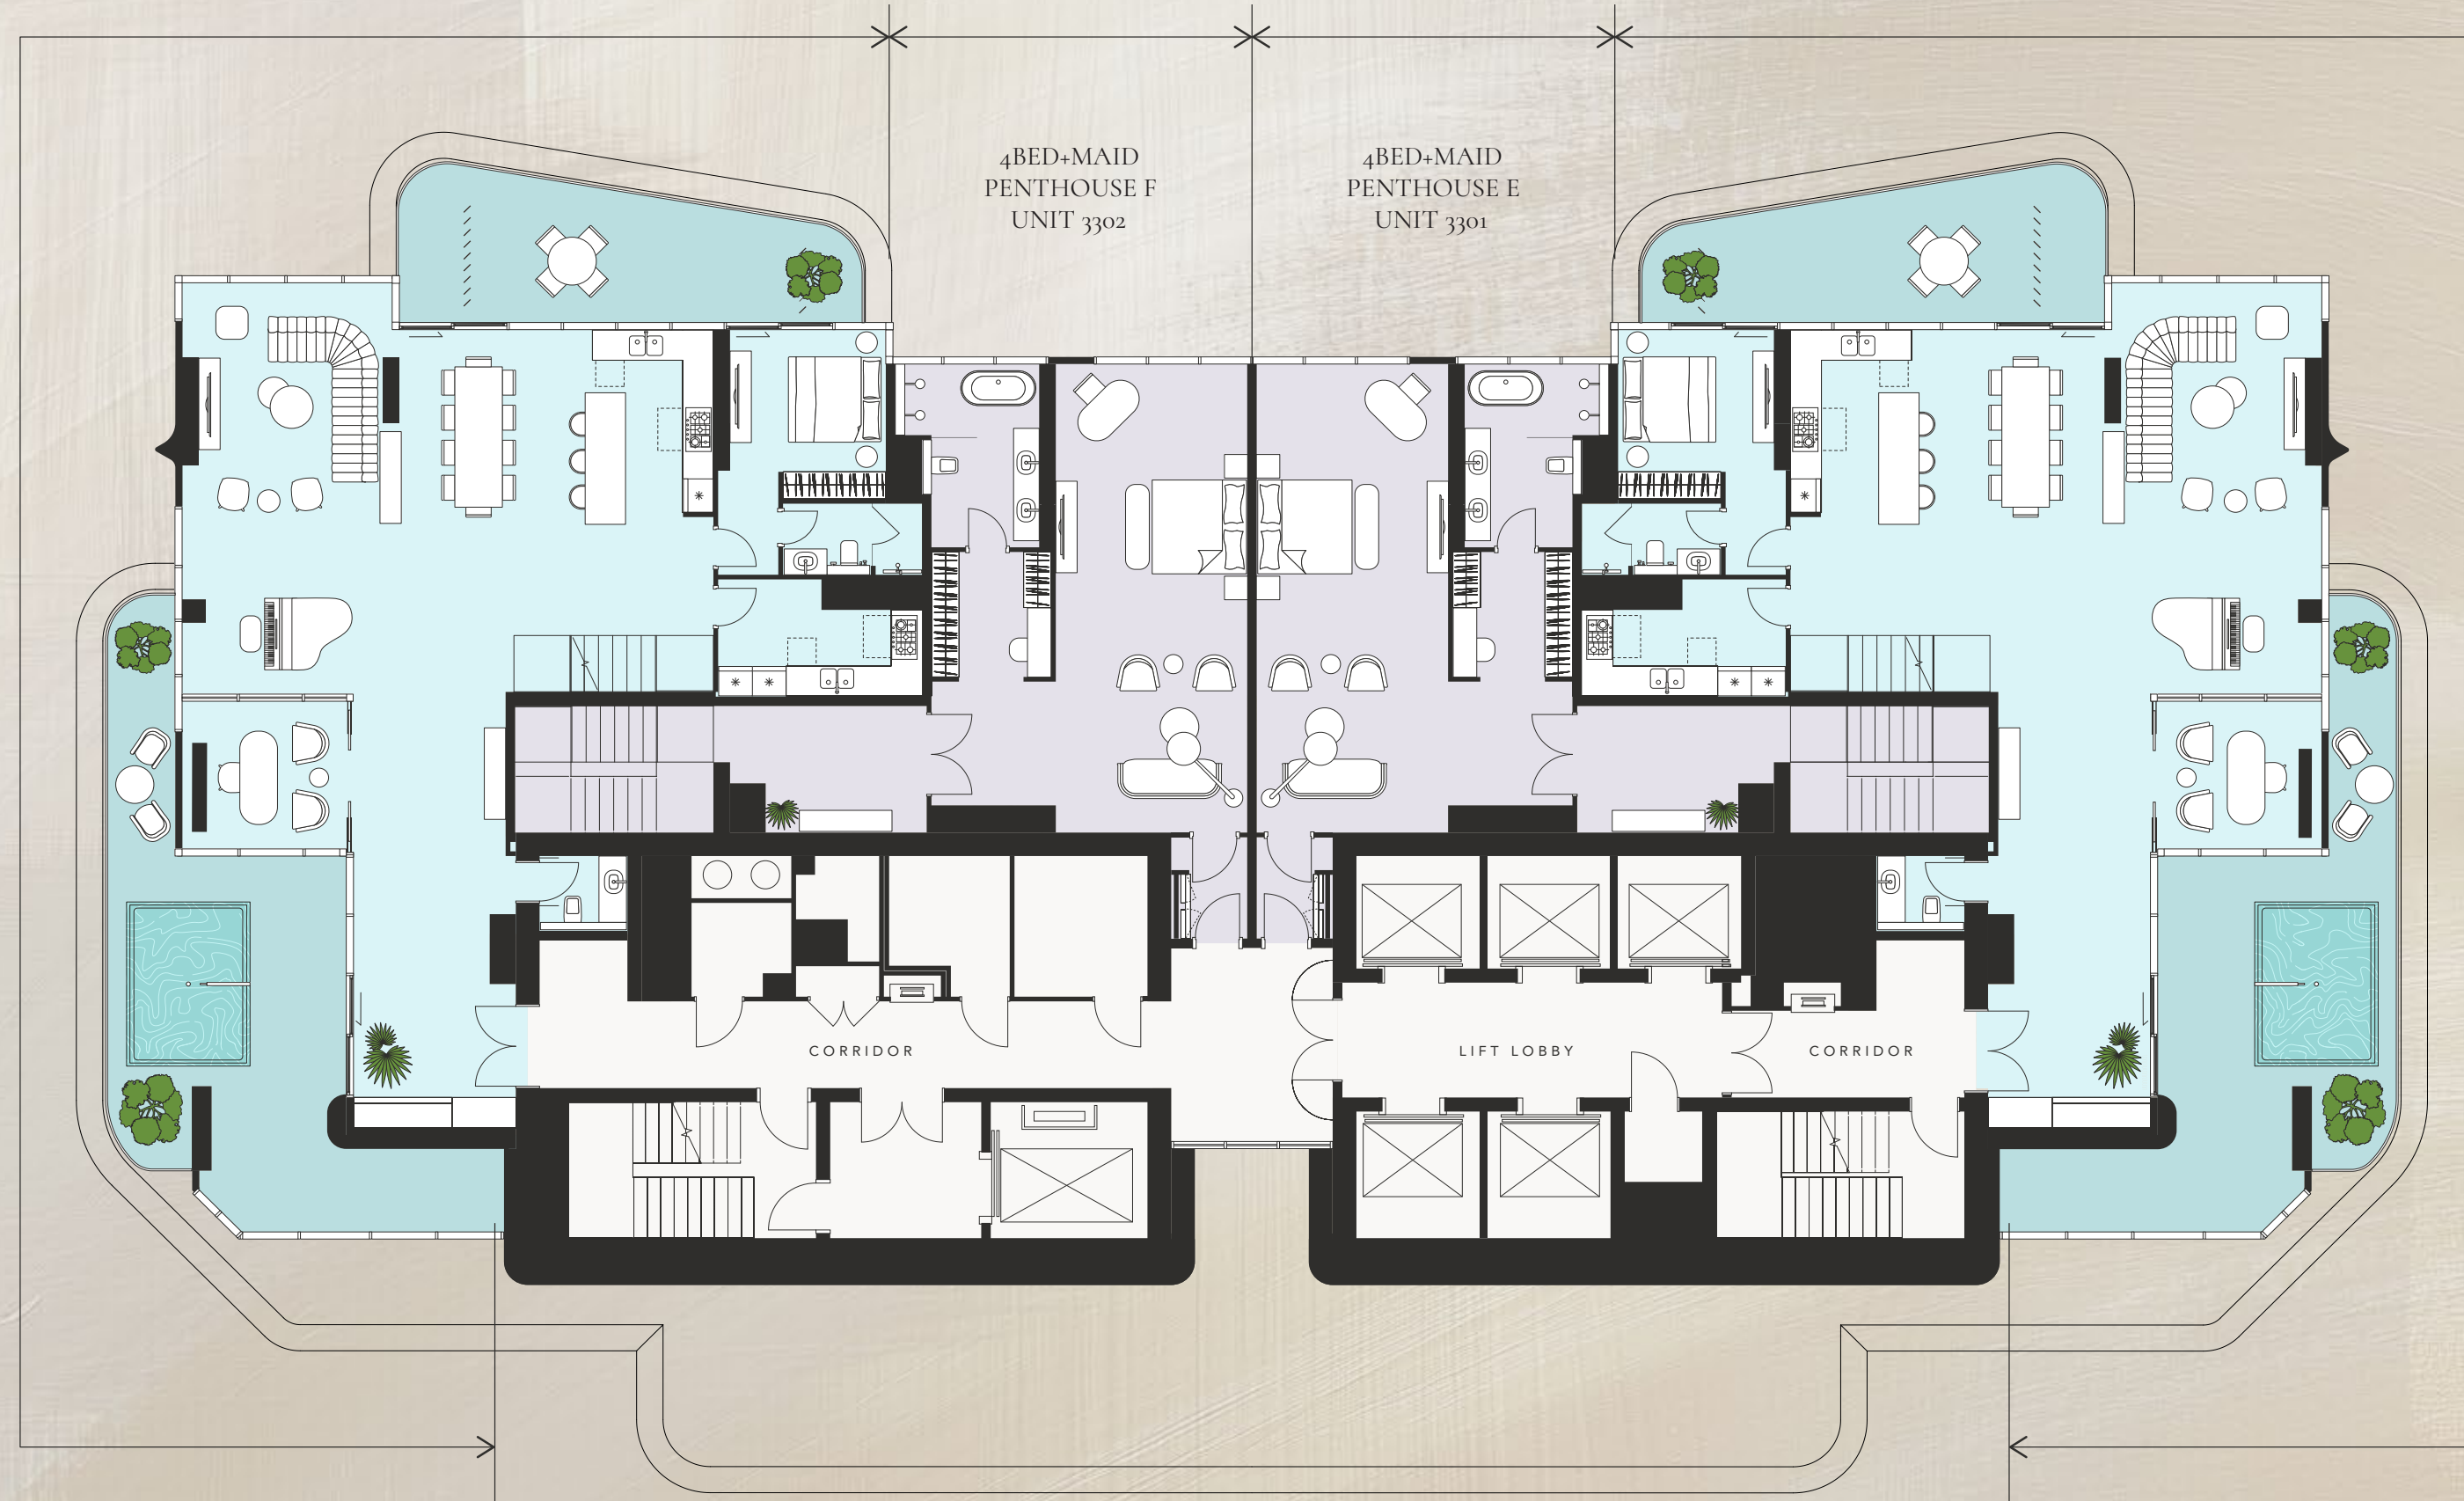 4BED+MAID
PENTHOUSE F
UNIT 3302
4BED+MAID
PENTHOUSE E
UNIT 3301
CORRIDOR
LIFT LOBBY
CORRIDOR